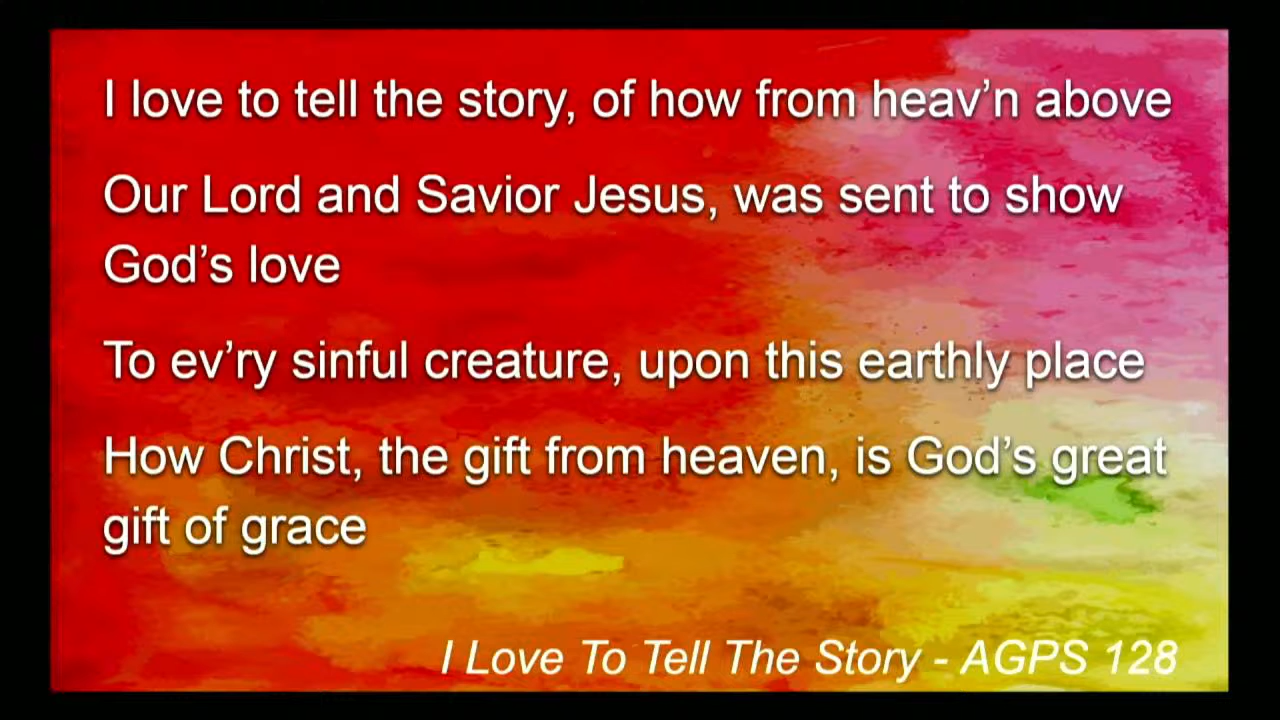 I love to tell the story, of how from heav’n above
Our Lord and Savior Jesus, was sent to show
God’s love
To ev’ry sinful creature, upon this earthly place
How Christ, the gift from heaven, is God’s great
gift of grace
I Love To Tell The Story - AGPS 128